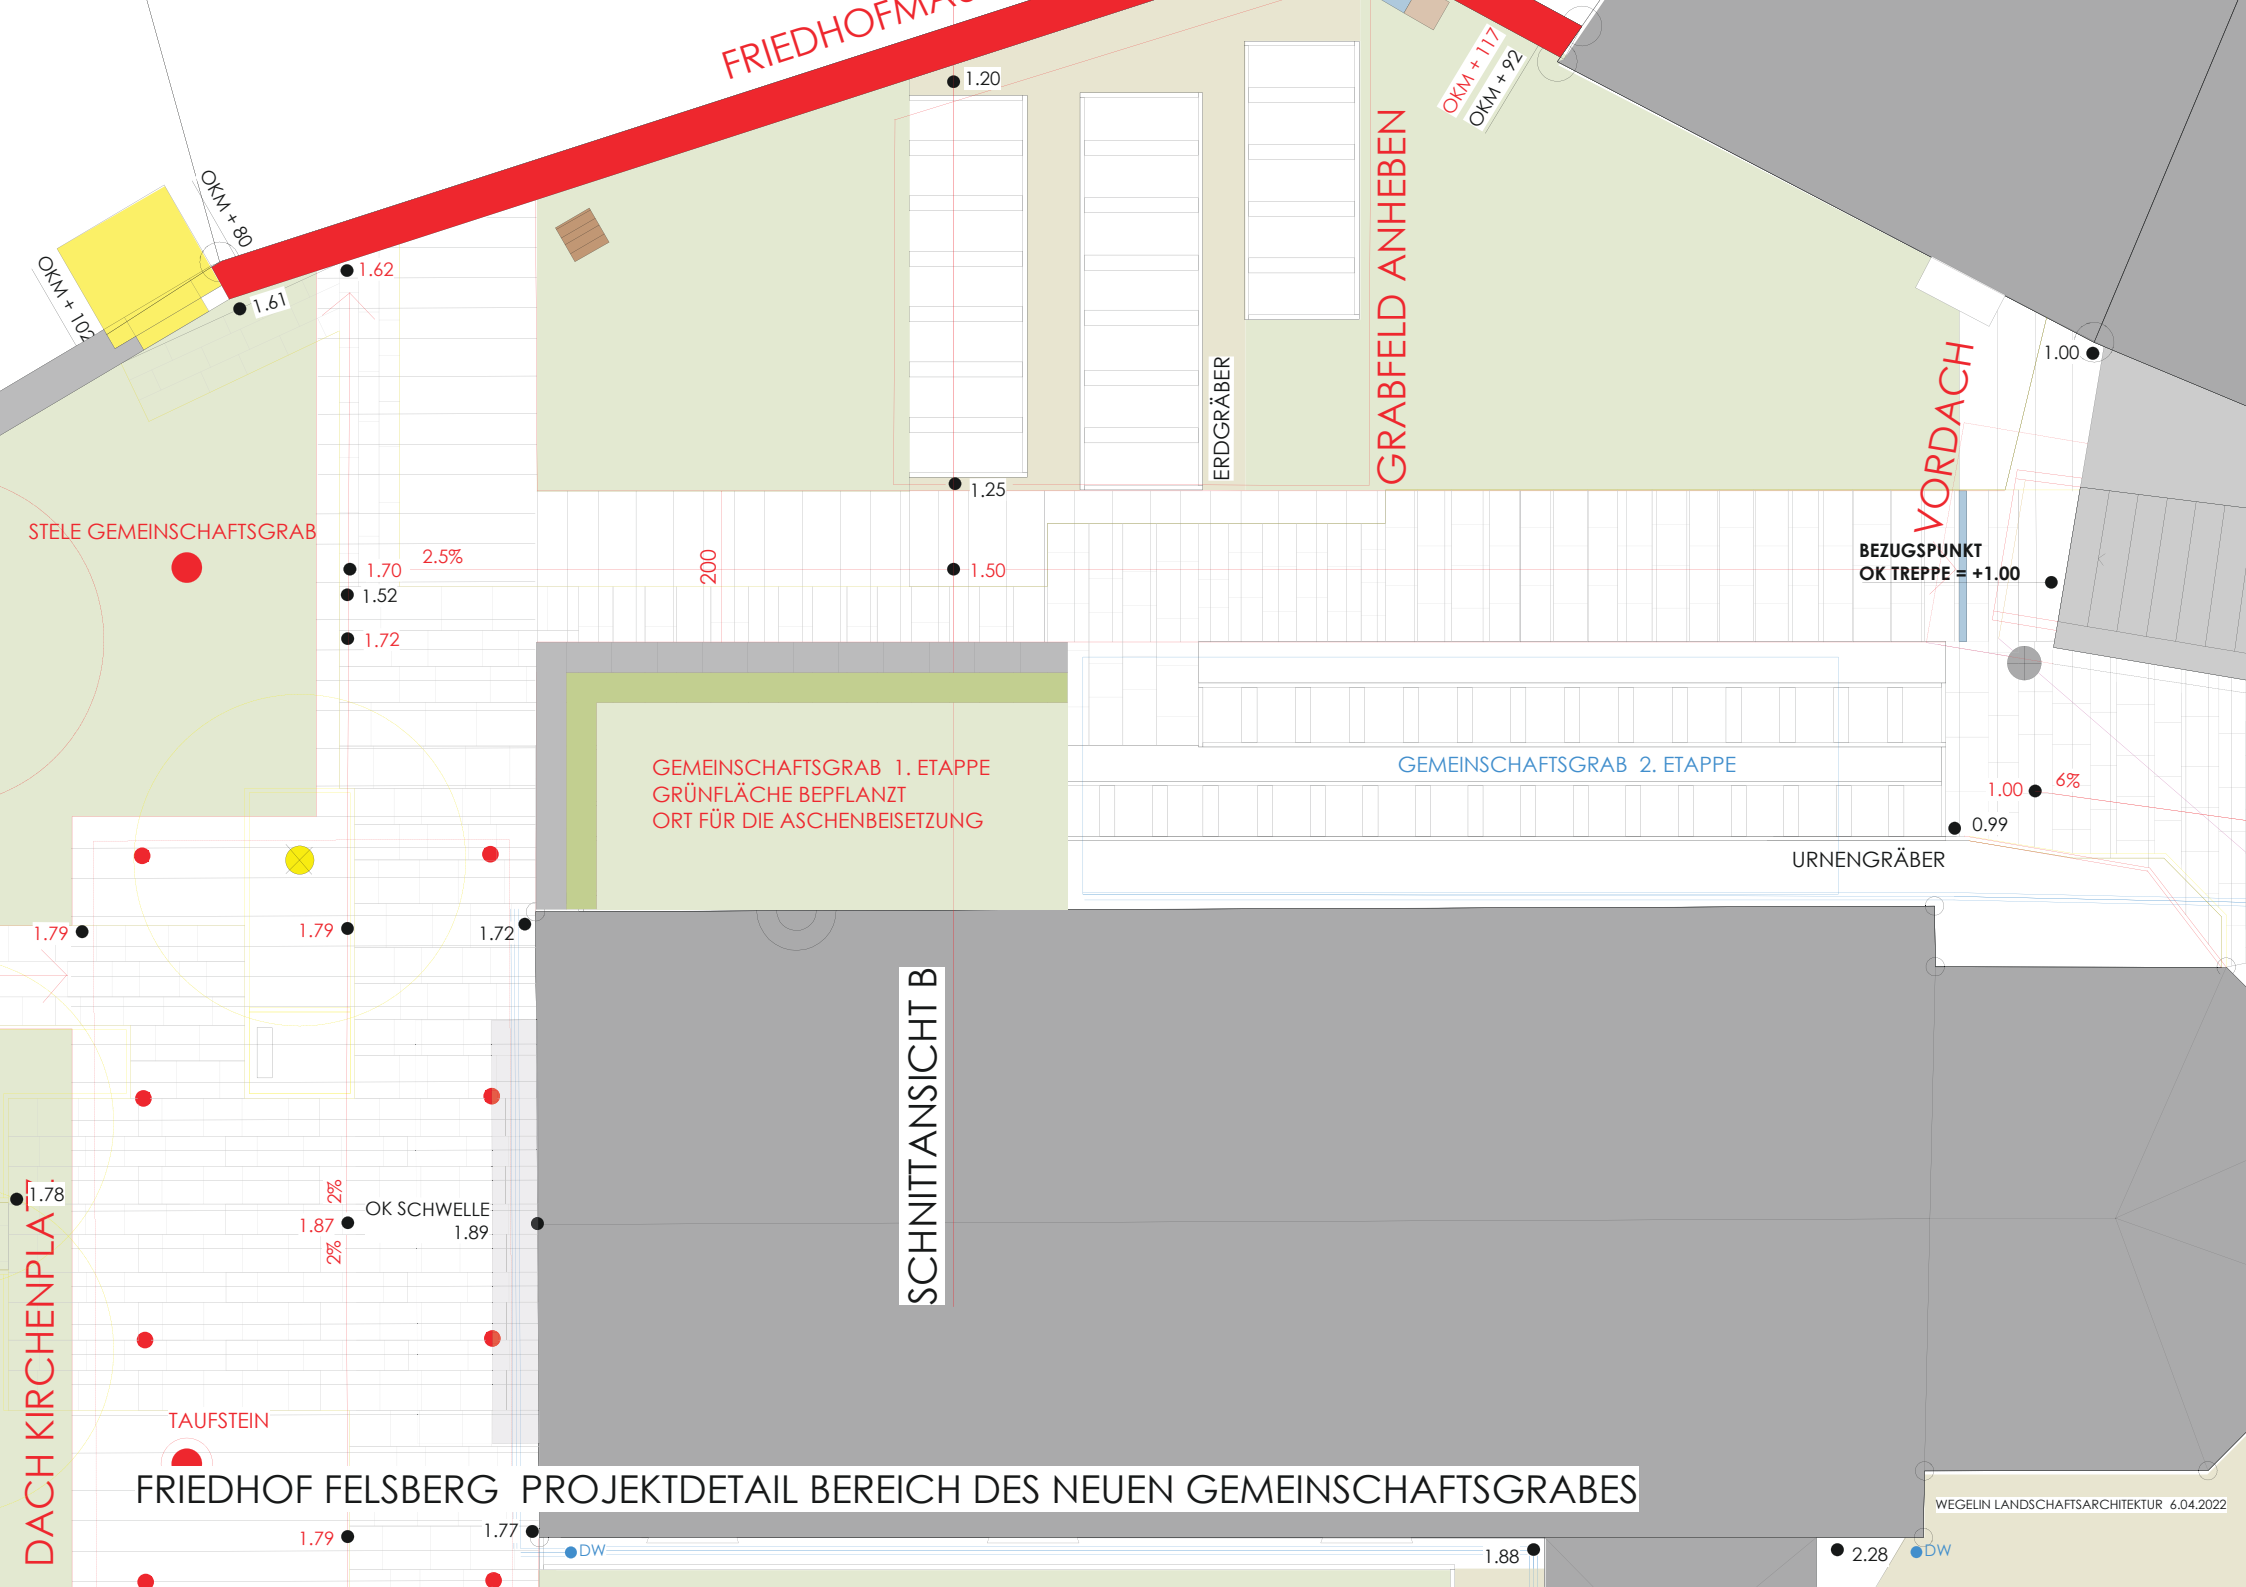 FRIEDHOFMA
1.20
OKM + 117
OKM + 92
OKM + 80
OKM + 102
1.62
1.61
GRABFELD ANHEBEN
ERDGRÄBER
VORDACH
1.00
1.25
STELE GEMEINSCHAFTSGRAB
1.70
2.5%
200
1.50
1.52
1.72
BEZUGSPUNKT
OK TREPPE = +1.00
GEMEINSCHAFTSGRAB 1. ETAPPE
GRÜNFLÄCHE BEPFLANZT
ORT FÜR DIE ASCHENBEISETZUNG
GEMEINSCHAFTSGRAB 2. ETAPPE
1.00
6%
0.99
URNENGRÄBER
1.79
1.79
1.72
SCHNITTANSICHT B
1.78
DACH KIRCHENPLATZ
2%
1.87
2%
OK SCHWELLE
1.89
TAUFSTEIN
FRIEDHOF FELSBERG PROJEKTDETAIL BEREICH DES NEUEN GEMEINSCHAFTSGRABES
WEGELIN LANDSCHAFTSARCHITEKTUR 6.04.2022
1.79
1.77
DW
1.88
2.28
DW